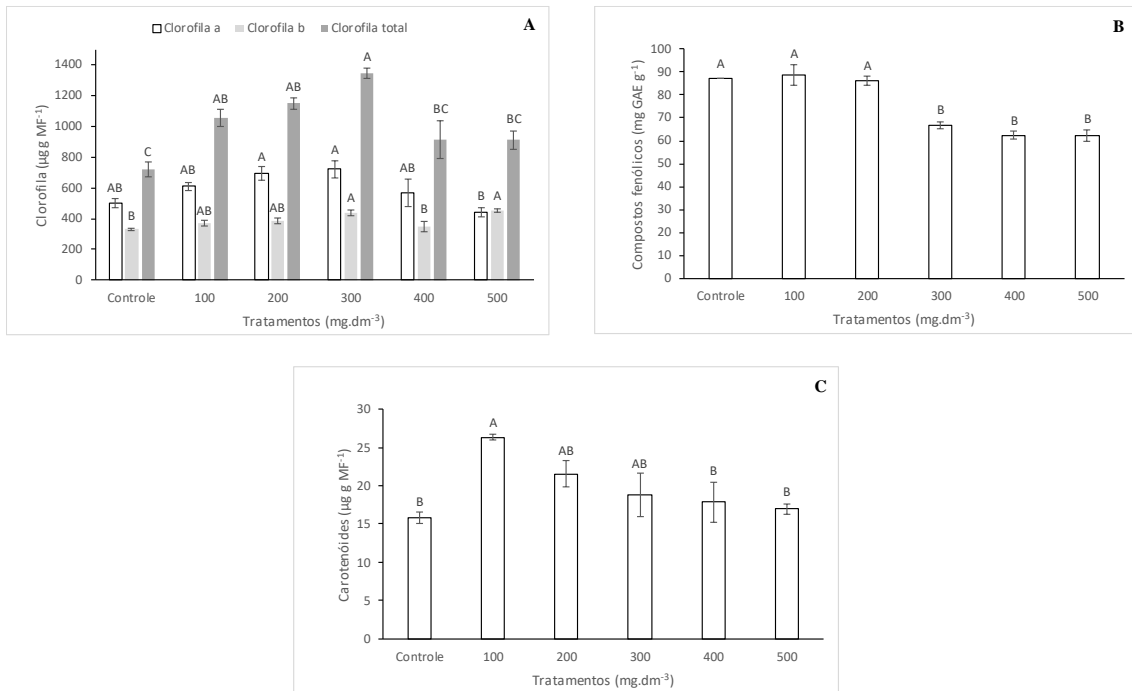 Clorofila a Clorofila b Clorofila total
A
Clorofila (µg g MF-1)
1400
1200
1000
800
600
400
200
0
AB B C
AB AB AB
A AB AB
A A A
AB B BC
B A BC
Controle 100 200 300 400 500
Tratamentos (mg.dm-3)
B
Compostos fenólicos (mg GAE g-1)
100
90
80
70
60
50
40
30
20
10
0
A A A B B B
Controle 100 200 300 400 500
Tratamentos (mg.dm-3)
C
Carotenóides (µg g MF-1)
30
25
20
15
10
5
0
B A AB AB B B
Controle 100 200 300 400 500
Tratamentos (mg.dm-3)